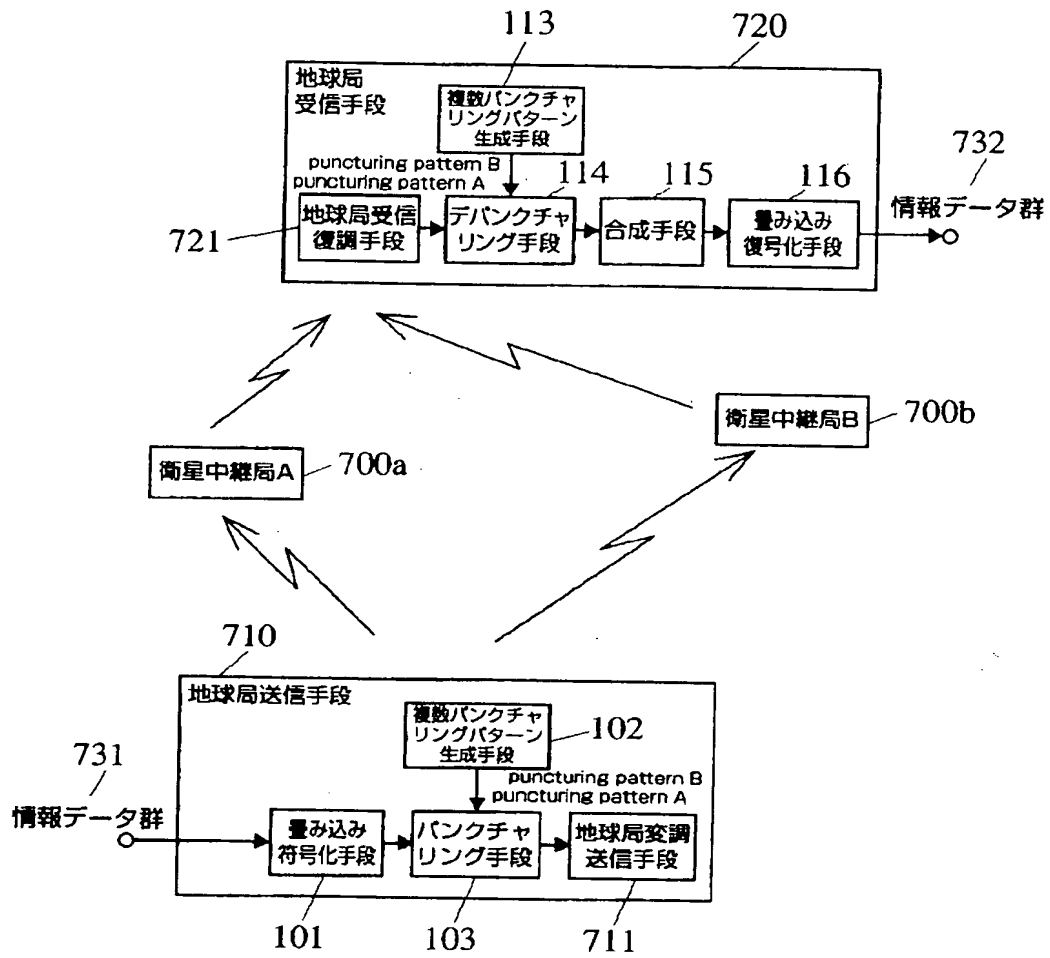 113
720
地球局
受信手段
複数パンクチャ
リングパターン
生成手段
732
puncturing pattern B
puncturing pattern A
114
115
116
情報データ群
721
地球局受信
復調手段
デパンクチャ
リング手段
合成手段
畳み込み
復号化手段
衛星中継局B
700b
衛星中継局A
700a
710
地球局送信手段
複数パンクチャ
リングパターン
生成手段
102
731
puncturing pattern B
puncturing pattern A
情報データ群
畳み込み
符号化手段
パンクチャ
リング手段
地球局変調
送信手段
101
103
711